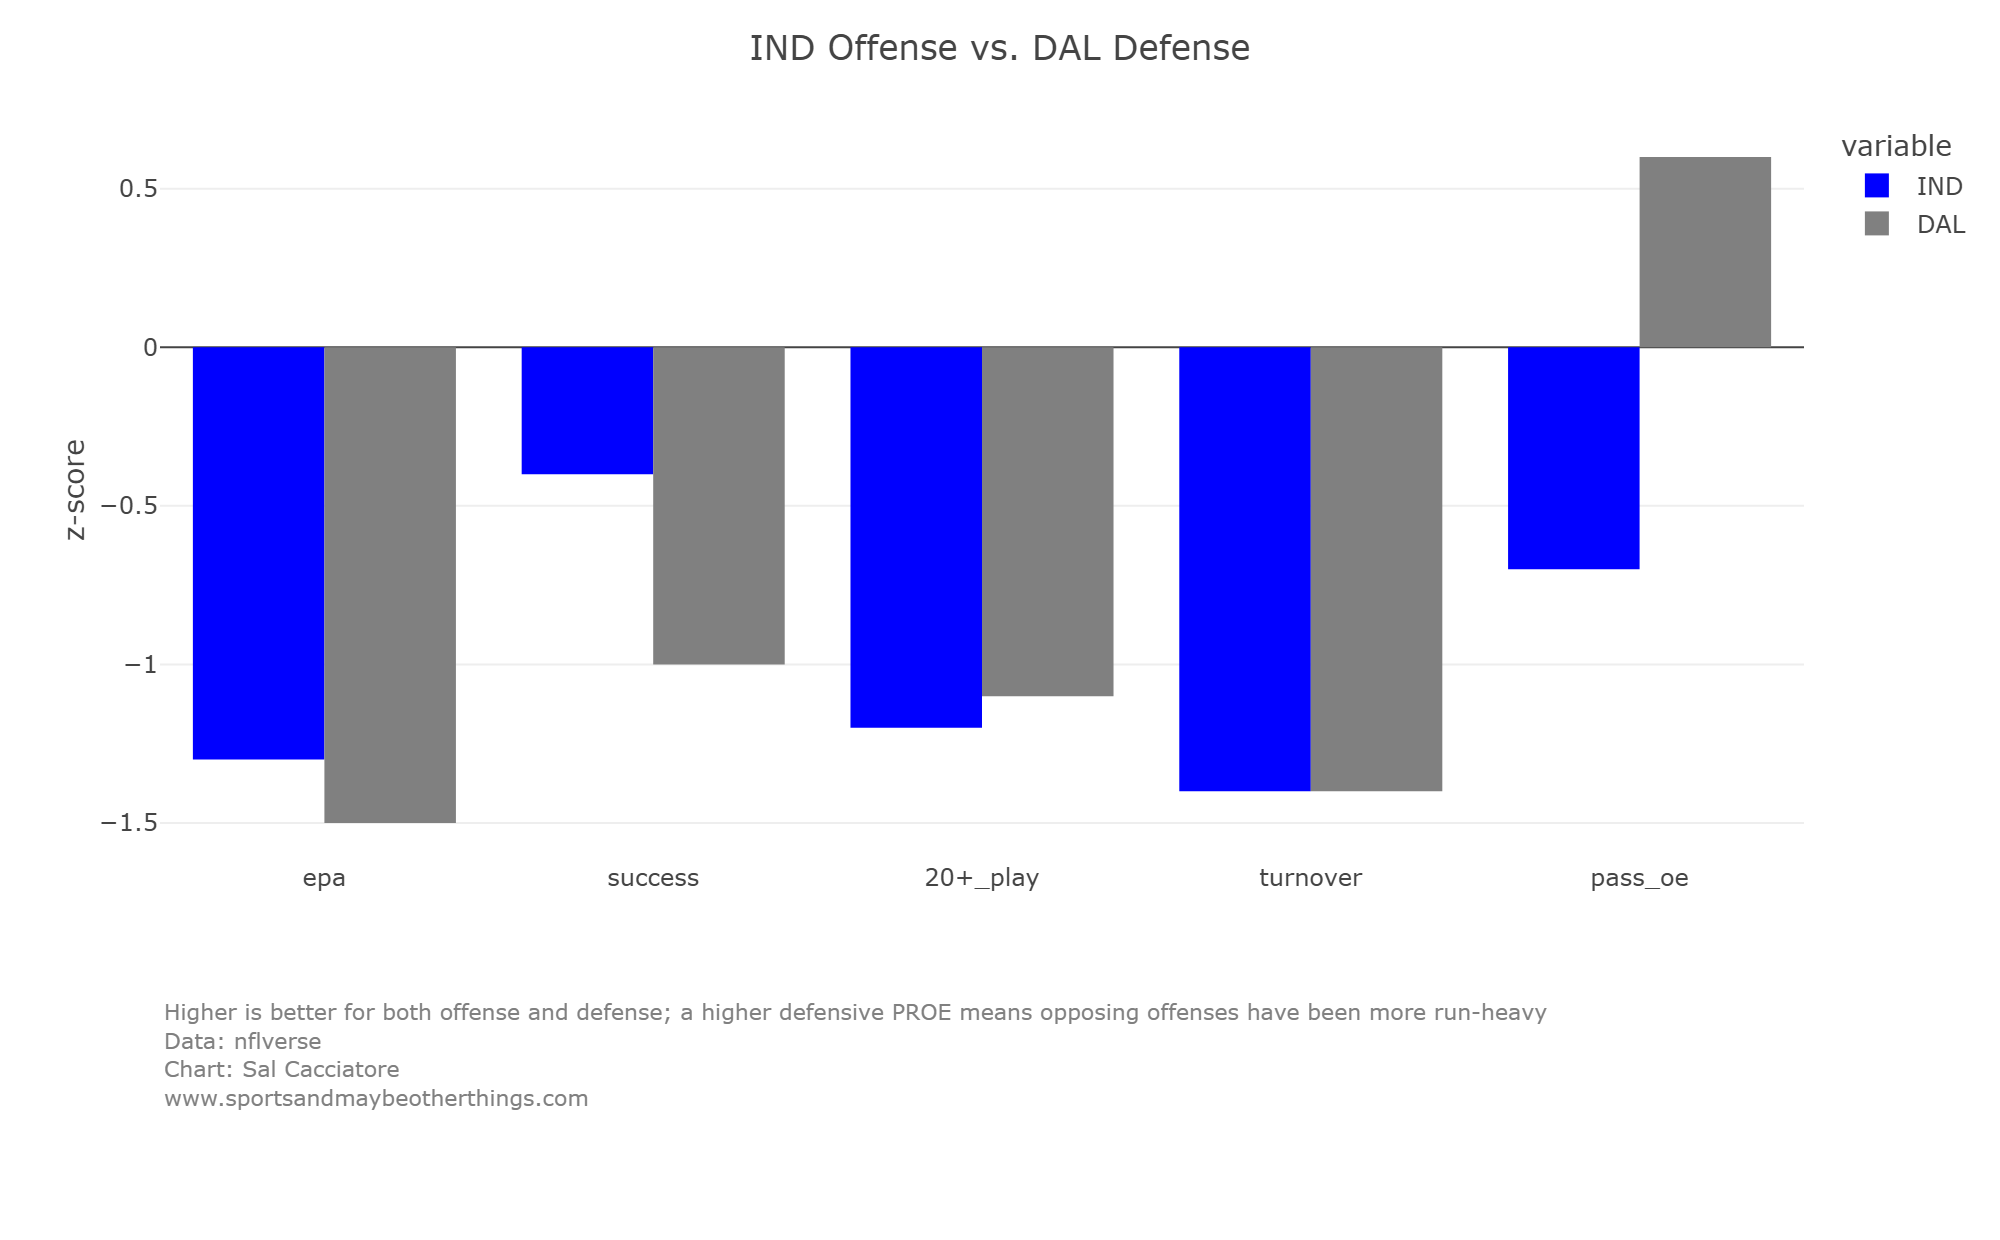 IND Offense vs. DAL Defense
variable
IND
DAL
0.5
0
−0.5
−1
−1.5
z-score
epa
success
20+_play
turnover
pass_oe
Higher is better for both offense and defense; a higher defensive PROE means opposing offenses have been more run-heavy
Data: nflverse
Chart: Sal Cacciatore
www.sportsandmaybeotherthings.com